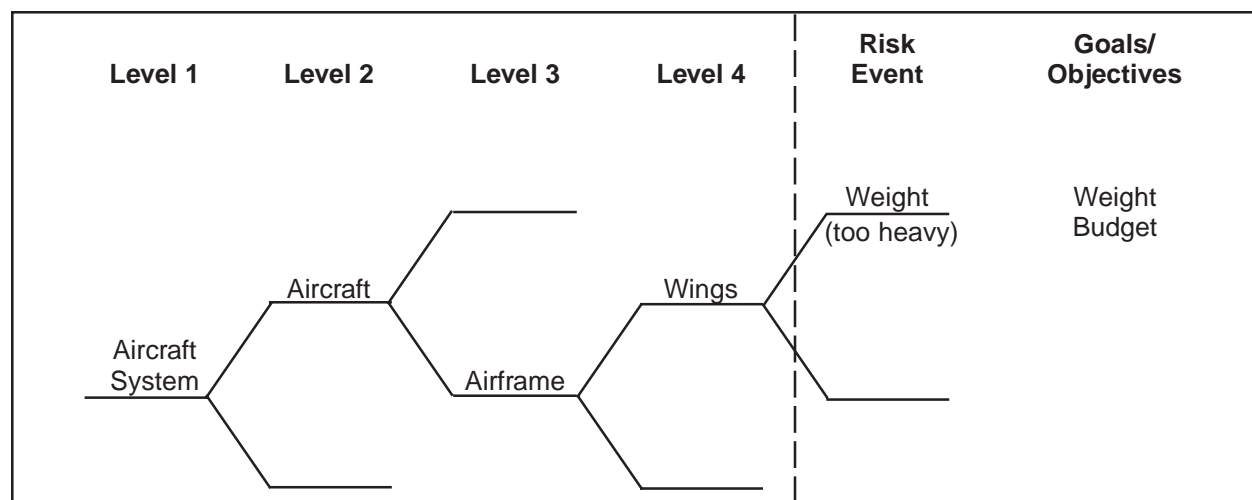 Level 1 Level 2 Level 3 Level 4 Risk Event Goals/ Objectives
Weight
(too heavy)
Weight
Budget
Aircraft
Wings
Aircraft
System
Airframe